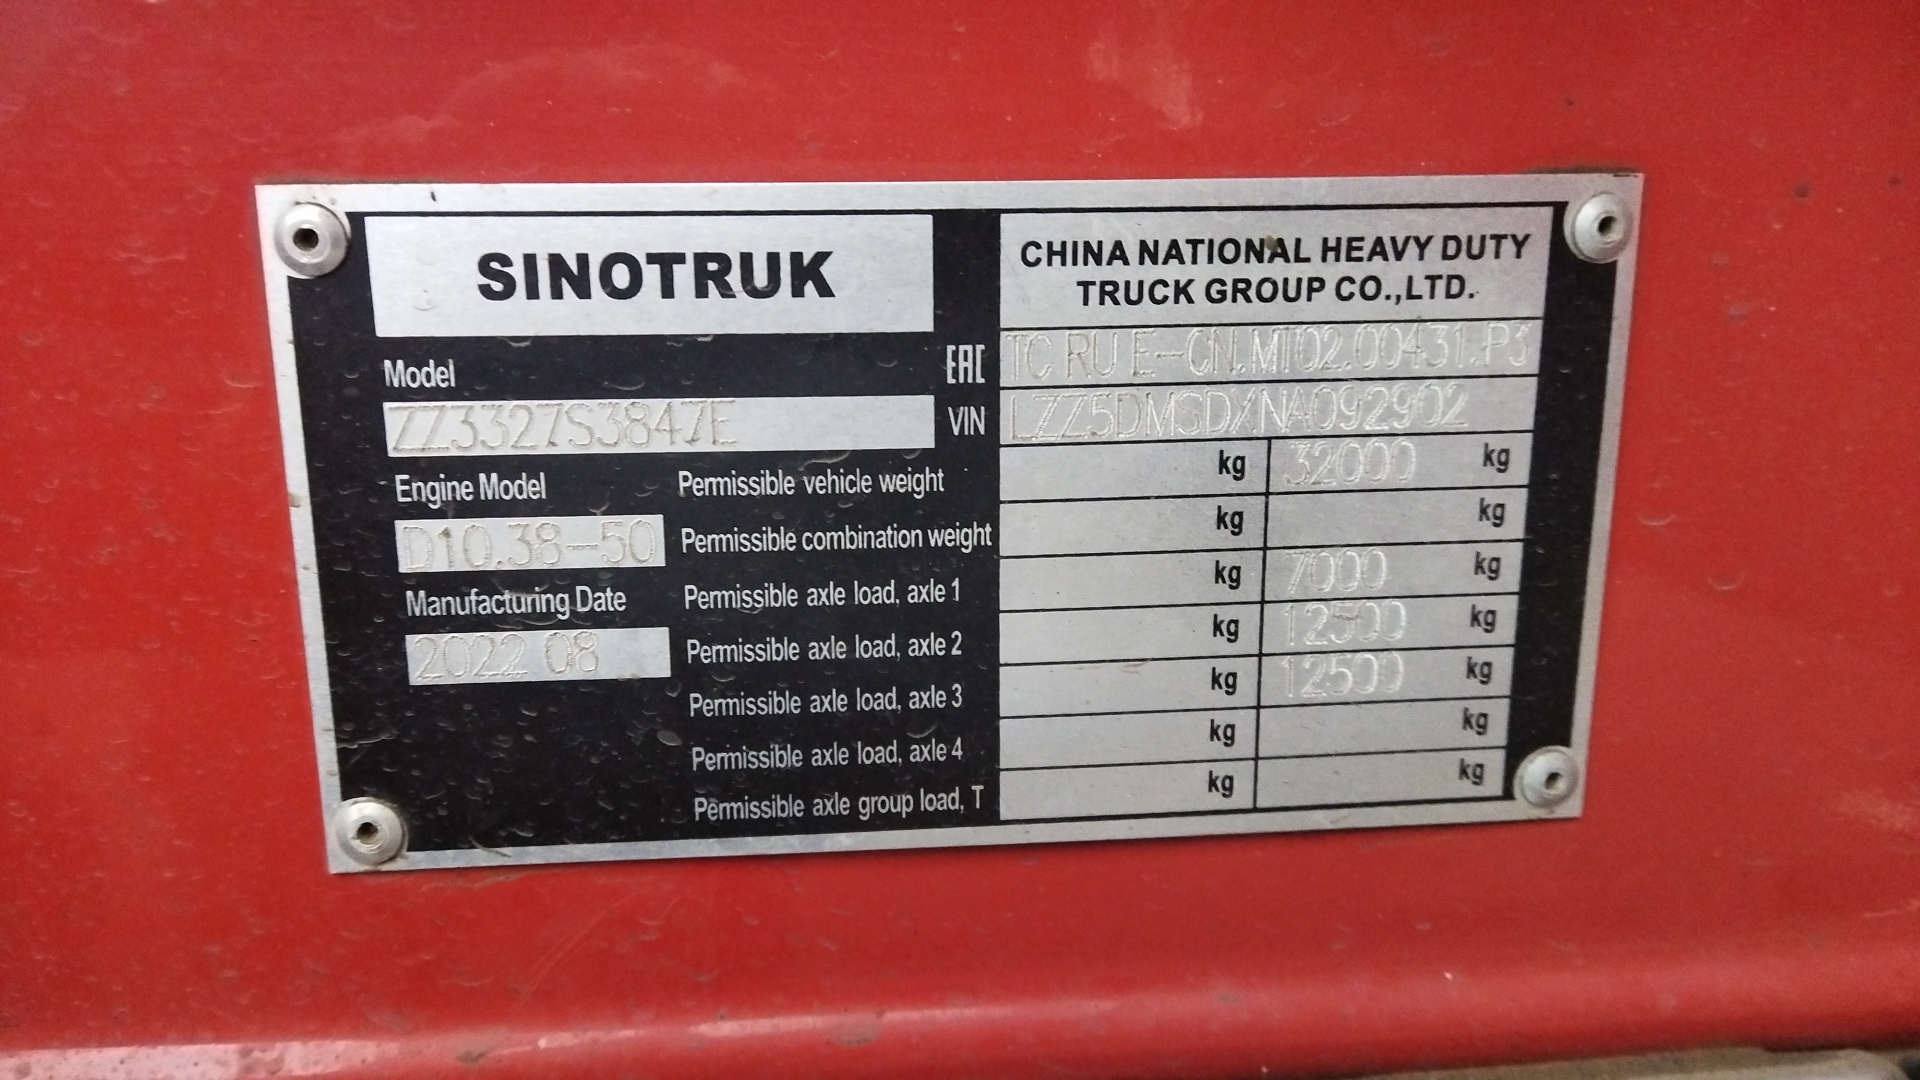 SINOTRUK
CHINA NATIONAL HEAVY DUTY
TRUCK GROUP CO.,LTD.
Model
EAC TC RU E-CN.MT02.00431.P3
ZZ3327S3847E
VIN LZZ5DMSDXNA092902
Engine Model
D10.38-50
Manufacturing Date
2022 08
Permissible vehicle weight kg 32000 kg
Permissible combination weight kg kg
Permissible axle load, axle 1 kg 7000 kg
Permissible axle load, axle 2 kg 12500 kg
Permissible axle load, axle 3 kg 12500 kg
Permissible axle load, axle 4 kg kg
Permissible axle group load, T kg kg